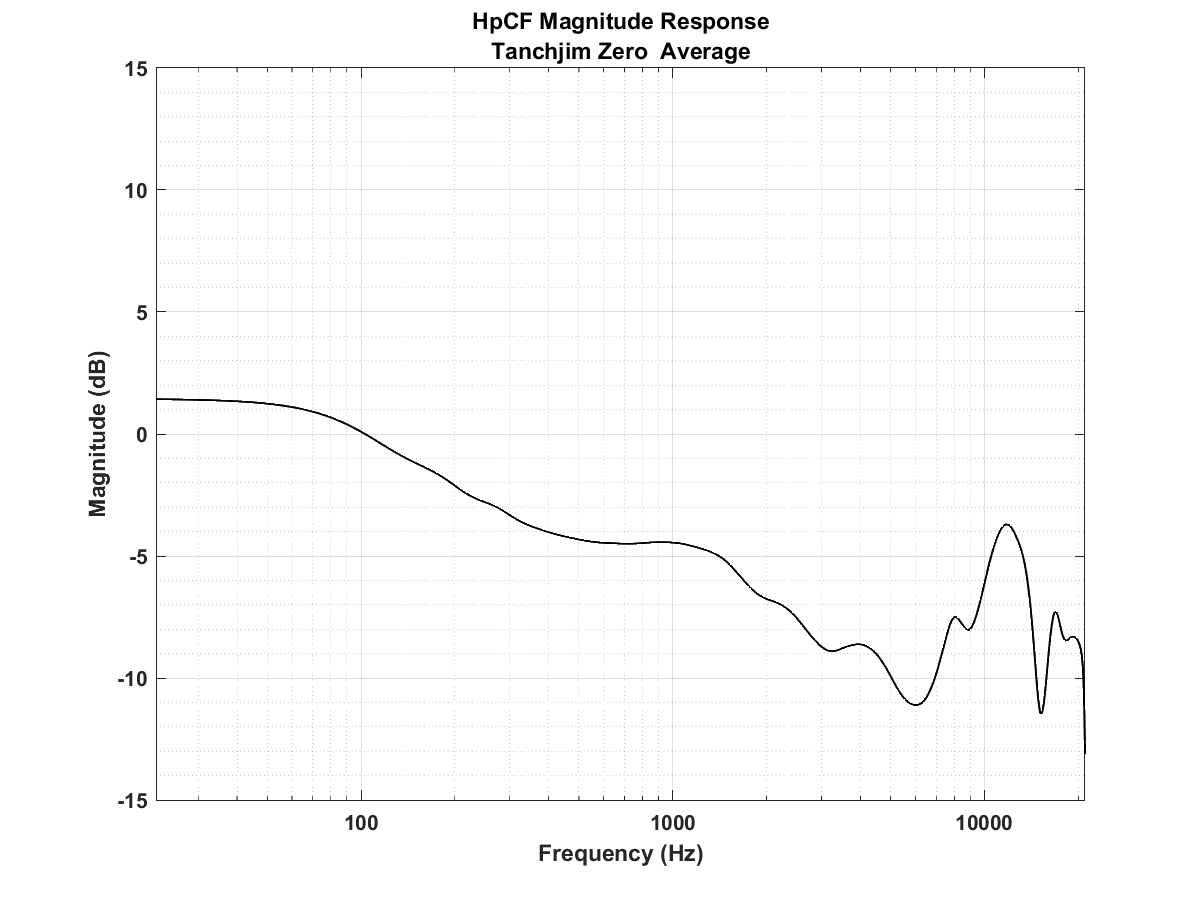 HpCF Magnitude Response
Tanchjim Zero  Average
15
10
5
0
-5
-10
-15
Magnitude (dB)
100
1000
10000
Frequency (Hz)